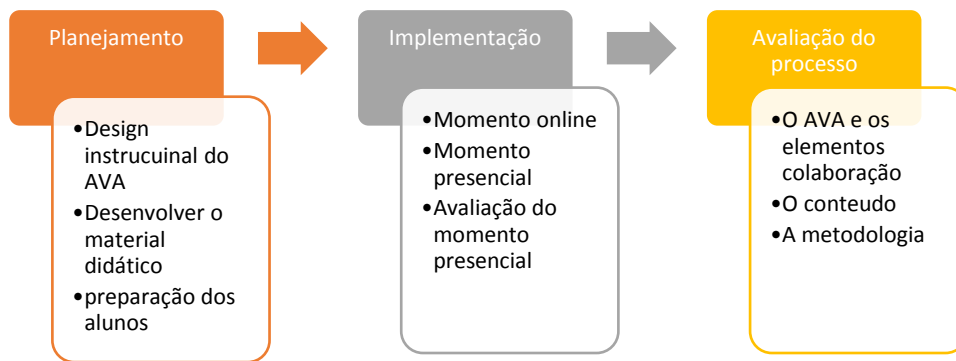 Planejamento
•Design
instrucuinal do
AVA
•Desenvolver o
material
didático
•preparação dos
alunos
Implementação
•Momento online
•Momento
presencial
•Avaliação do
momento
presencial
Avaliação do
processo
•O AVA e os
elementos
colaboração
•O conteudo
•A metodologia